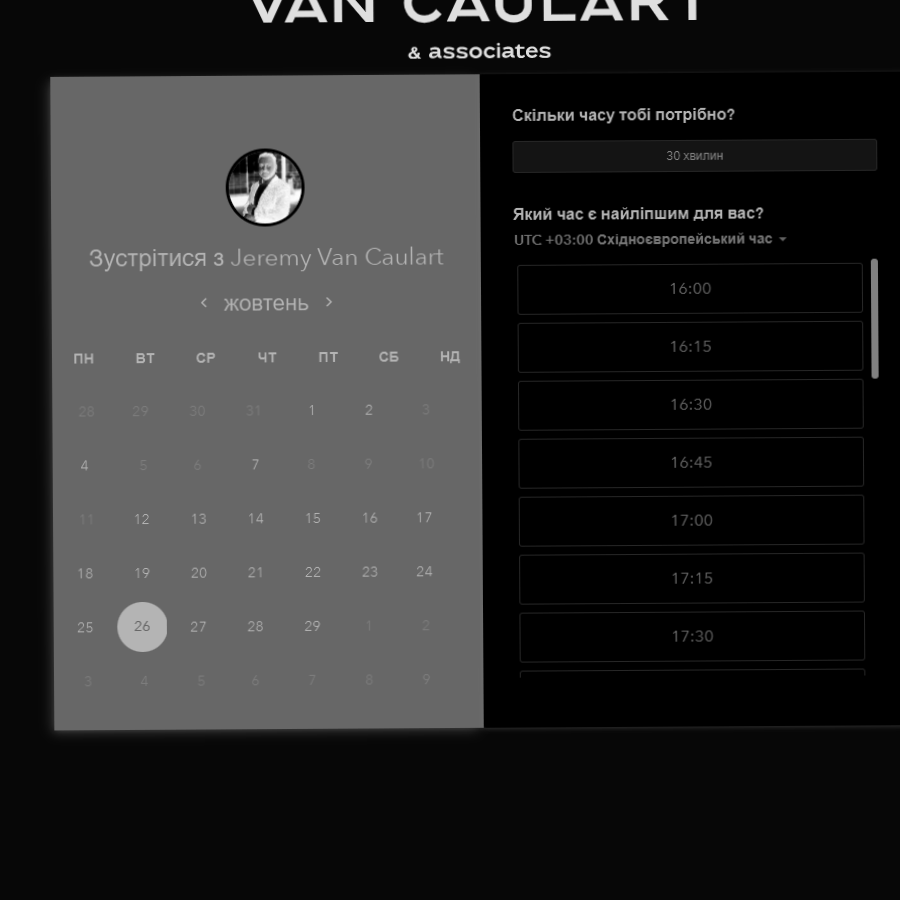 VAN CAULART
& associates
Зустрітися з Jeremy Van Caulart
жовтень
ПН ВТ СР ЧТ ПТ СБ НД
28 29 30 31 1 2 3
4 5 6 7 8 9 10
11 12 13 14 15 16 17
18 19 20 21 22 23 24
25 26 27 28 29 1 2
3 4 5 6 7 8 9
Скільки часу тобі потрібно?
30 хвилин
Який час є найліпшим для вас?
UTC +03:00 Східноєвропейський час
16:00
16:15
16:30
16:45
17:00
17:15
17:30